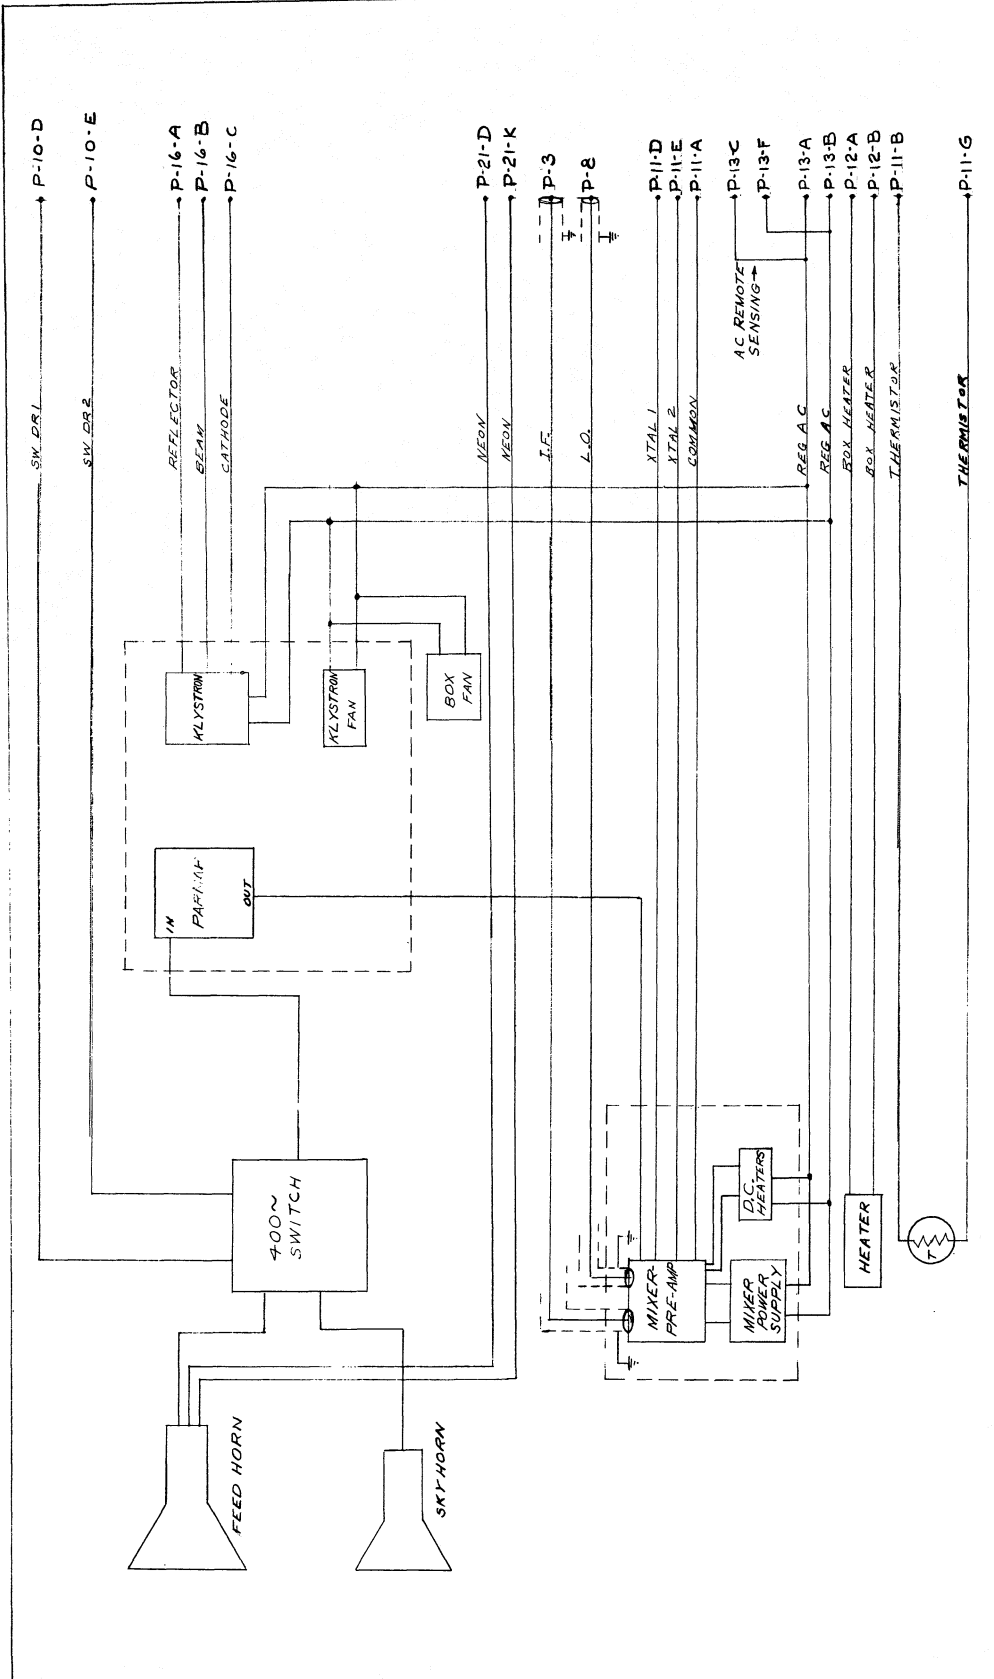 P-10-D
P-10-E
P-16-A
P-16-B
P-16-C
P-21-D
P-21-K
P-3
P-8
P-11-D
P-11-E
P-11-A
P-13-C
P-13-F
P-13-A
P-13-B
P-12-A
P-12-B
P-11-B
P-11-G
SW DR1
SW DR2
REFLECTOR
BEAM
CATHODE
NEON
NEON
I.F.
L.O.
XTAL 1
XTAL 2
COMMON
AC REMOTE
SENSING→
REG AC
REG AC
BOX HEATER
BOX HEATER
THERMISTOR
THERMISTOR
KLYSTRON
KLYSTRON
FAN
BOX
FAN
IN
OUT
400~
SWITCH
D.C.
HEATERS
MIXER-
PRE-AMP
MIXER
POWER
SUPPLY
HEATER
T
FEED HORN
SKY HORN